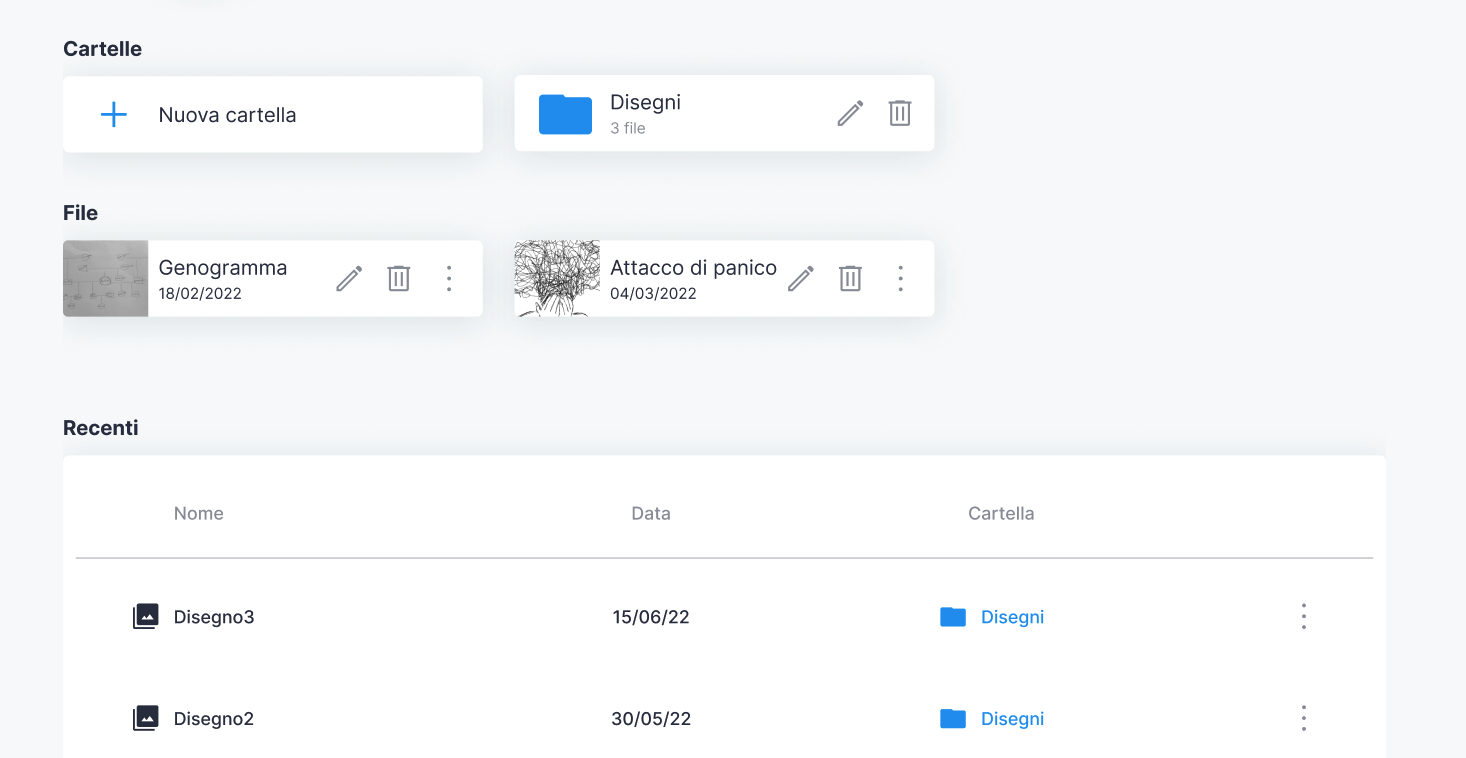 Cartelle
Nuova cartella
Disegni
3 file
File
Genogramma
18/02/2022
Attacco di panico
04/03/2022
Recenti
Nome Data Cartella
Disegno3 15/06/22 Disegni
Disegno2 30/05/22 Disegni